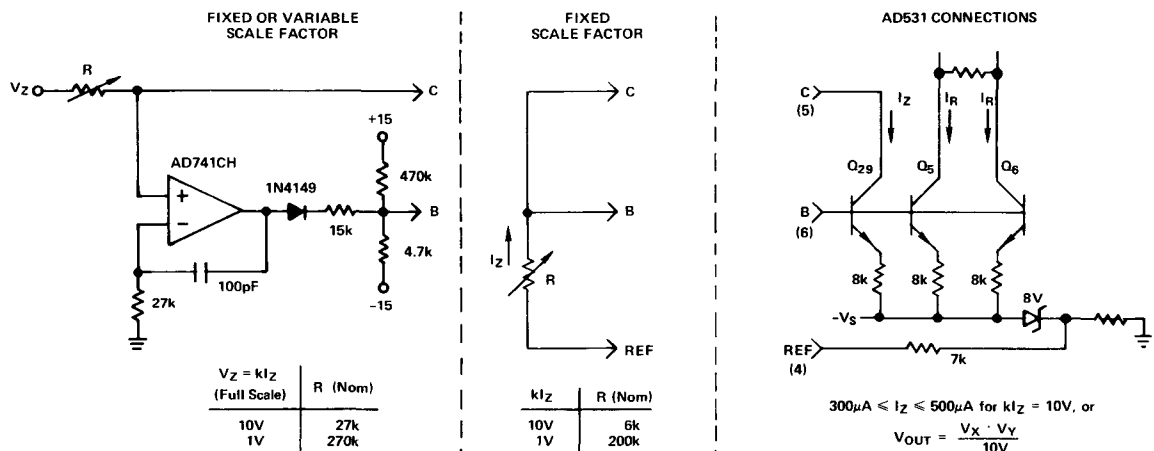 FIXED OR VARIABLE
SCALE FACTOR
VZ
R
C
+15
AD741CH
470k
1N4149
+
−
B
15k
4.7k
100pF
27k
−15
VZ = kIZ
(Full Scale)
R (Nom)
10V 27k
1V 270k
FIXED
SCALE FACTOR
C
B
IZ
R
REF
kIZ R (Nom)
10V 6k
1V 200k
AD531 CONNECTIONS
C
(5)
IZ
IR
IR
Q29
Q5
Q6
B
(6)
8k
8k
8k
8V
-VS
REF
(4)
7k
300µA ⩽ IZ ⩽ 500µA for kIZ = 10V, or
VOUT = VX · VY
10V